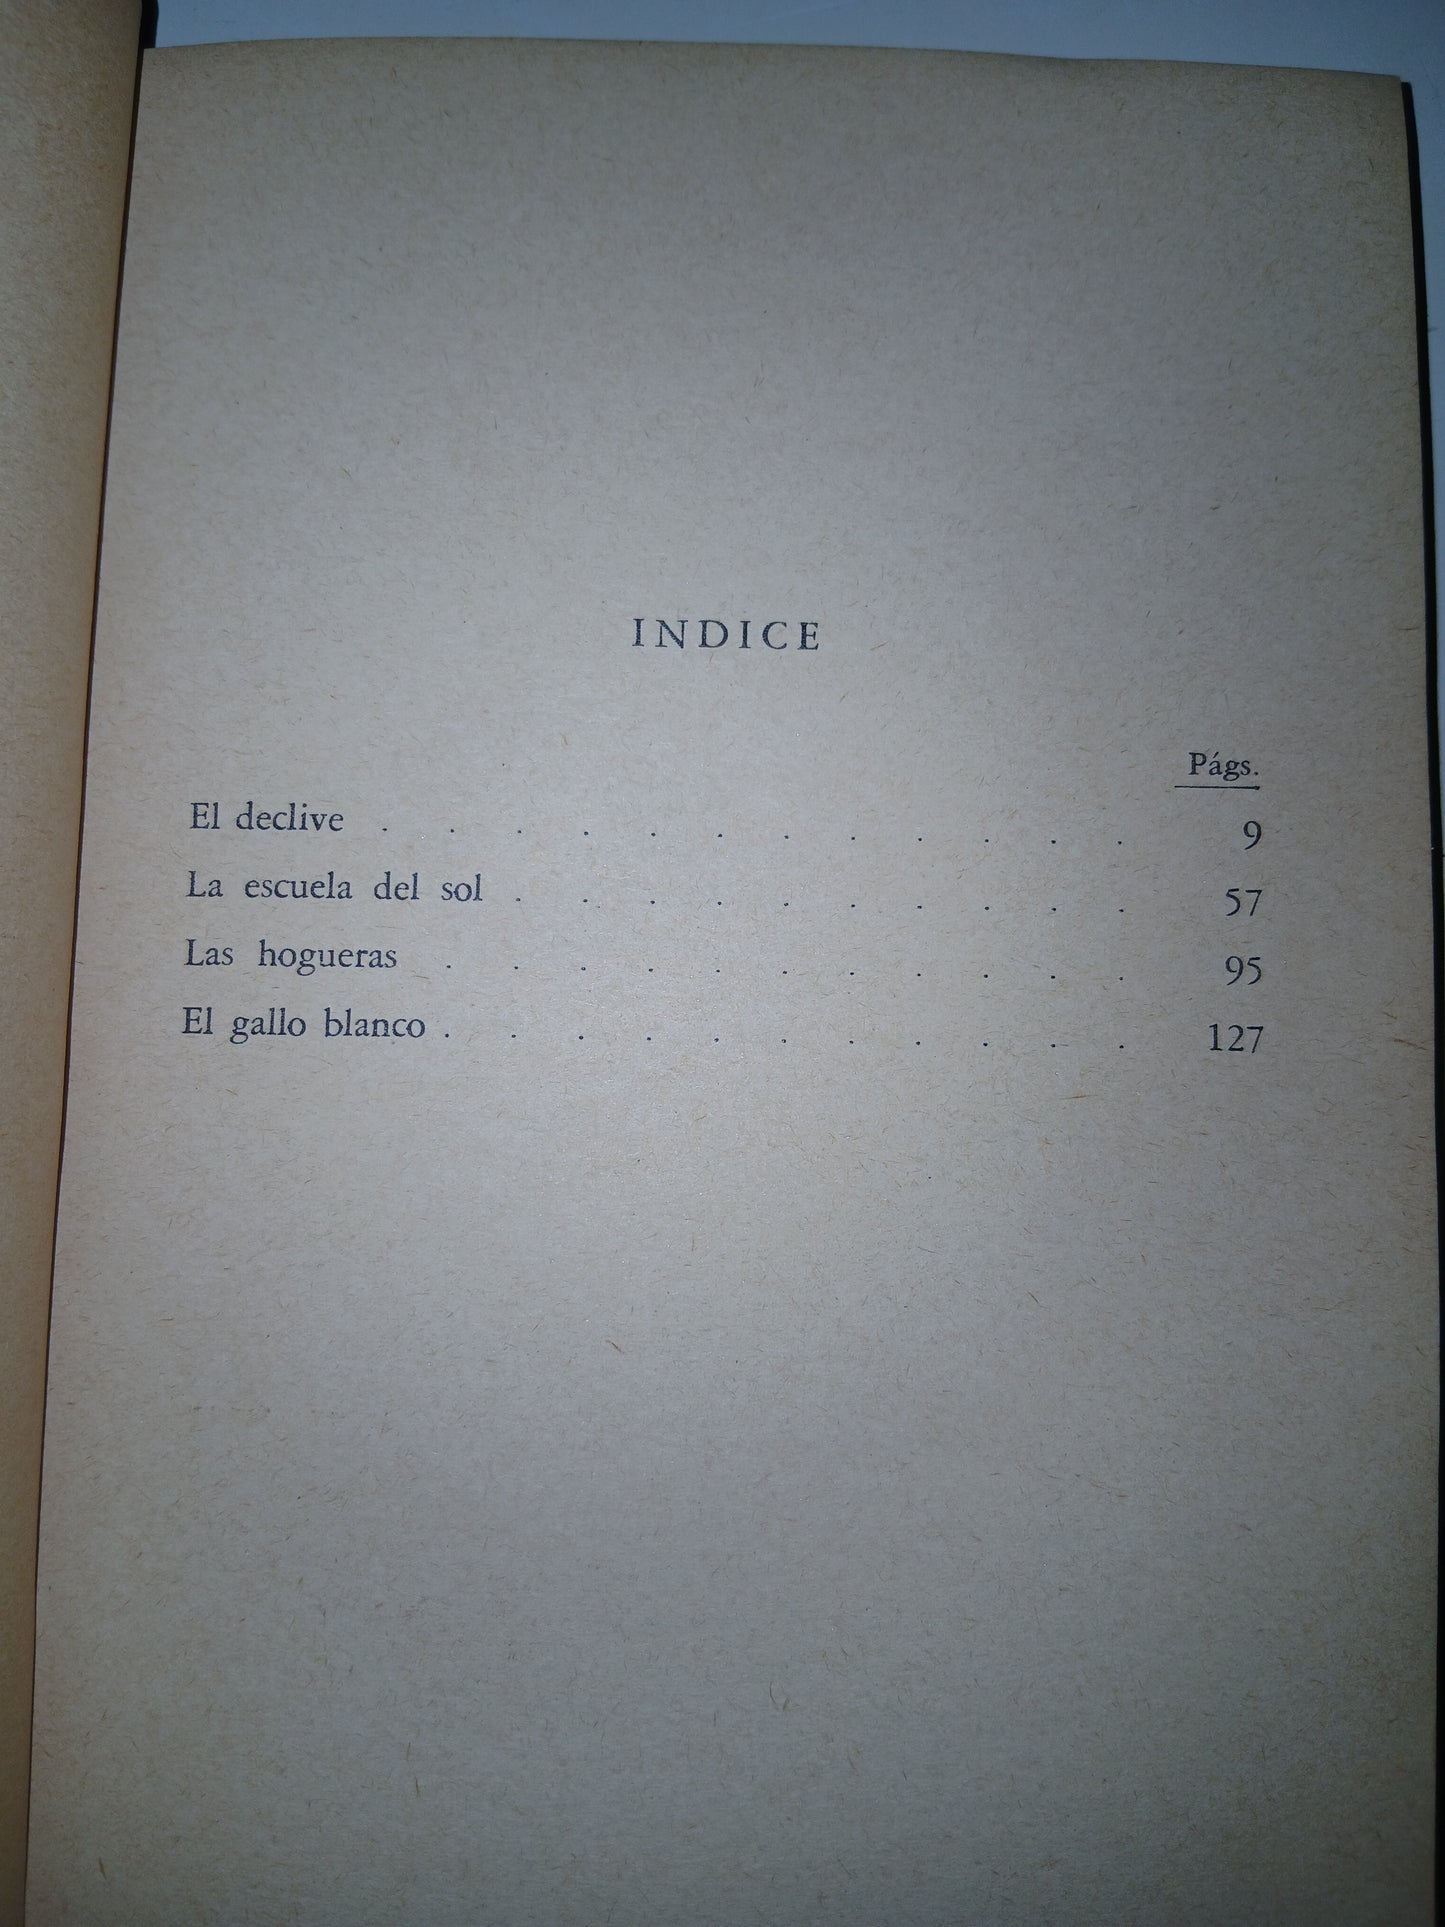 INDICE
Págs.
El declive . . . . . . . . . . . . 9
La escuela del sol . . . . . . . . . . 57
Las hogueras . . . . . . . . . . . 95
El gallo blanco . . . . . . . . . . . 127